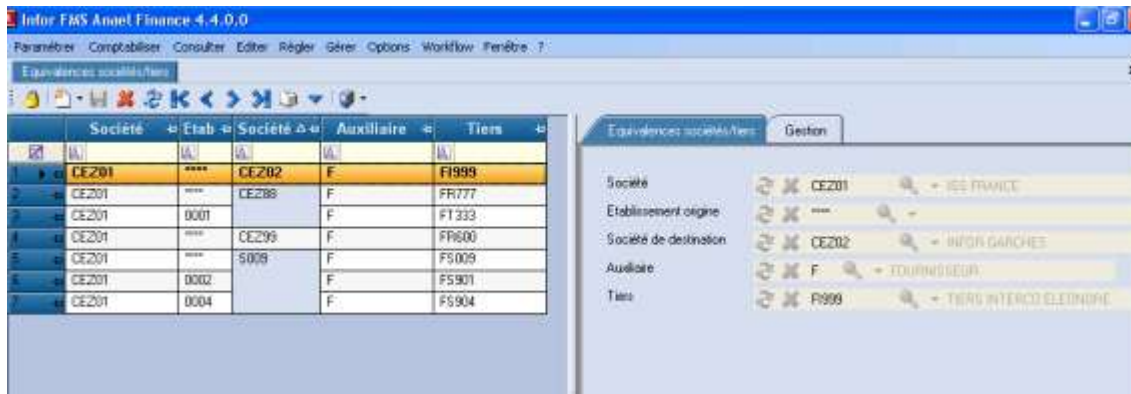 Infor FMS Anael Finance 4.4.0.0
Paramétrer Comptabiliser Consulter Editer Régler Gérer Options Workflow Fenêtre ?
Equivalences sociétés/tiers
Société Etab Société Auxiliaire Tiers
1 CEZ01 **** CEZ02 F FI999
2 CEZ01 **** CEZ88 F FR777
3 CEZ01 0001 F FT333
4 CEZ01 **** CEZ99 F FR600
5 CEZ01 **** S009 F FS009
6 CEZ01 0002 F FS901
7 CEZ01 0004 F FS904
Equivalences sociétés/tiers Gestion
Société CEZ01 FRANCE
Etablissement origine ****
Société de destination CEZ02 INFOR GARCHES
Auxiliaire F FOURNISSEUR
Tiers FI999 TIERS INTERCO ELEONORE